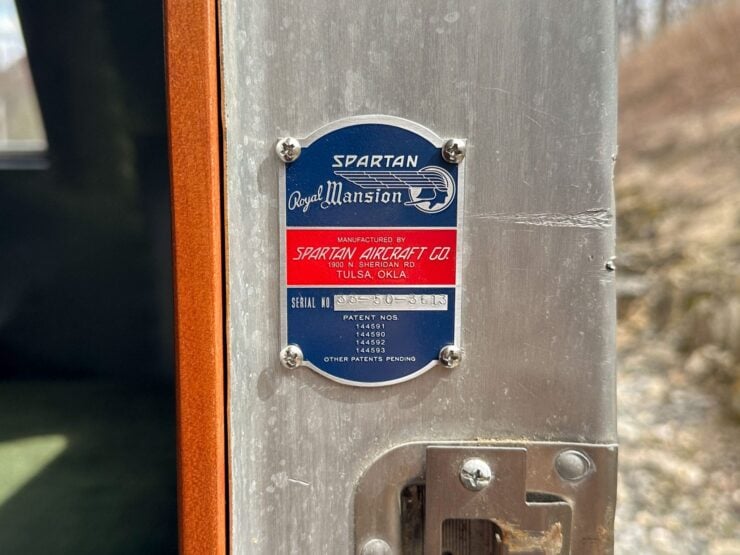 SPARTAN
Royal Mansion
MANUFACTURED BY
SPARTAN AIRCRAFT CO.
1900 N. SHERIDAN RD.
TULSA, OKLA.
SERIAL NO
PATENT NOS.
144591
144590
144592
144593
OTHER PATENTS PENDING